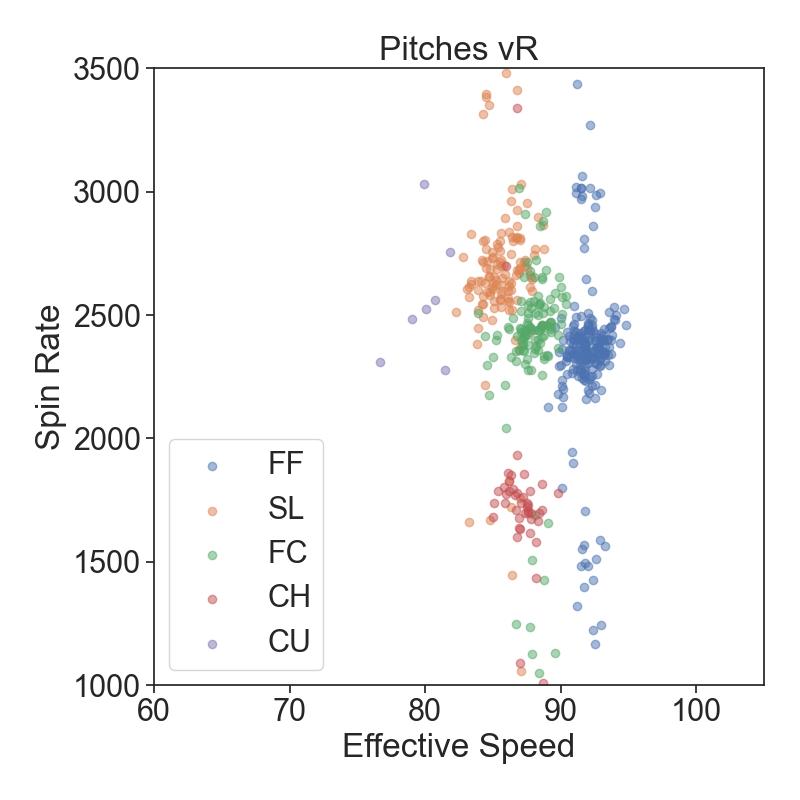 Pitches vR
3500
3000
2500
2000
1500
1000
Spin Rate
FF
SL
FC
CH
CU
60 70 80 90 100
Effective Speed